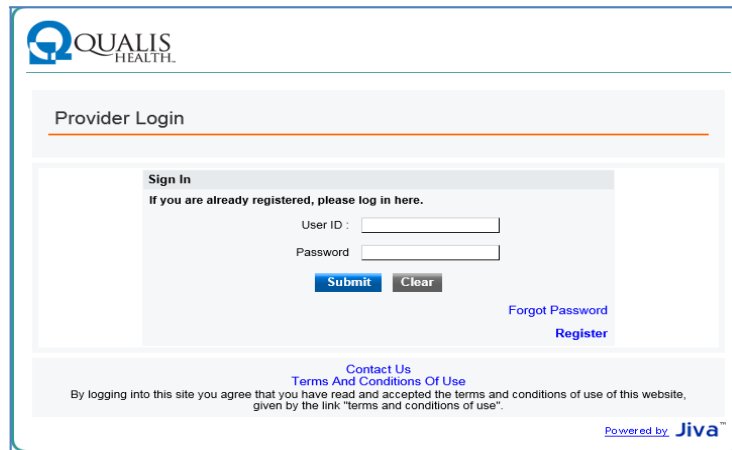 QUALIS
HEALTH™
Provider Login
Sign In
If you are already registered, please log in here.
User ID :
Password
Submit Clear
Forgot Password
Register
Contact Us
Terms And Conditions Of Use
By logging into this site you agree that you have read and accepted the terms and conditions of use of this website,
given by the link "terms and conditions of use".
Powered by Jiva™